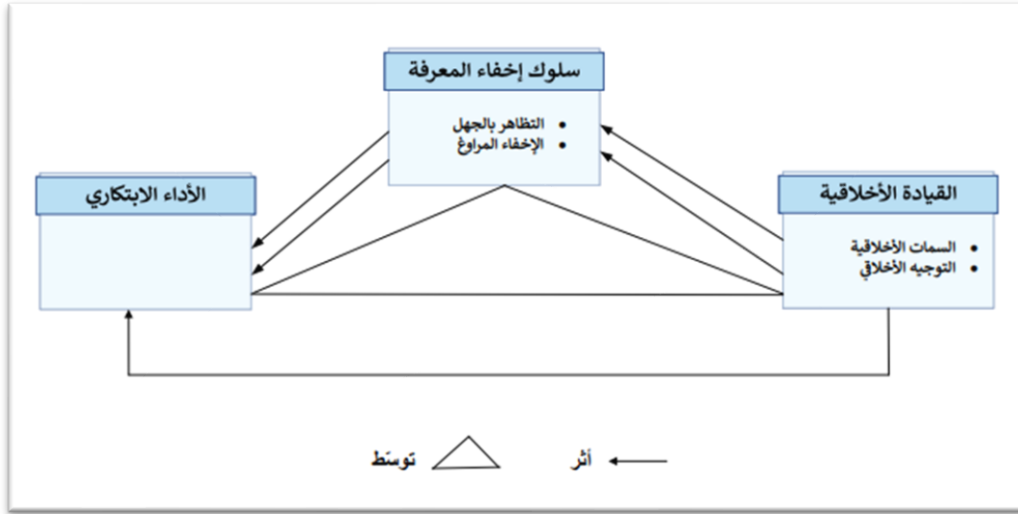 سلوك إخفاء المعرفة
• التظاهر بالجهل
• الإخفاء المراوغ
القيادة الأخلاقية
• السمات الأخلاقية
• التوجيه الأخلاقي
الأداء الابتكاري
أثر
توسّط